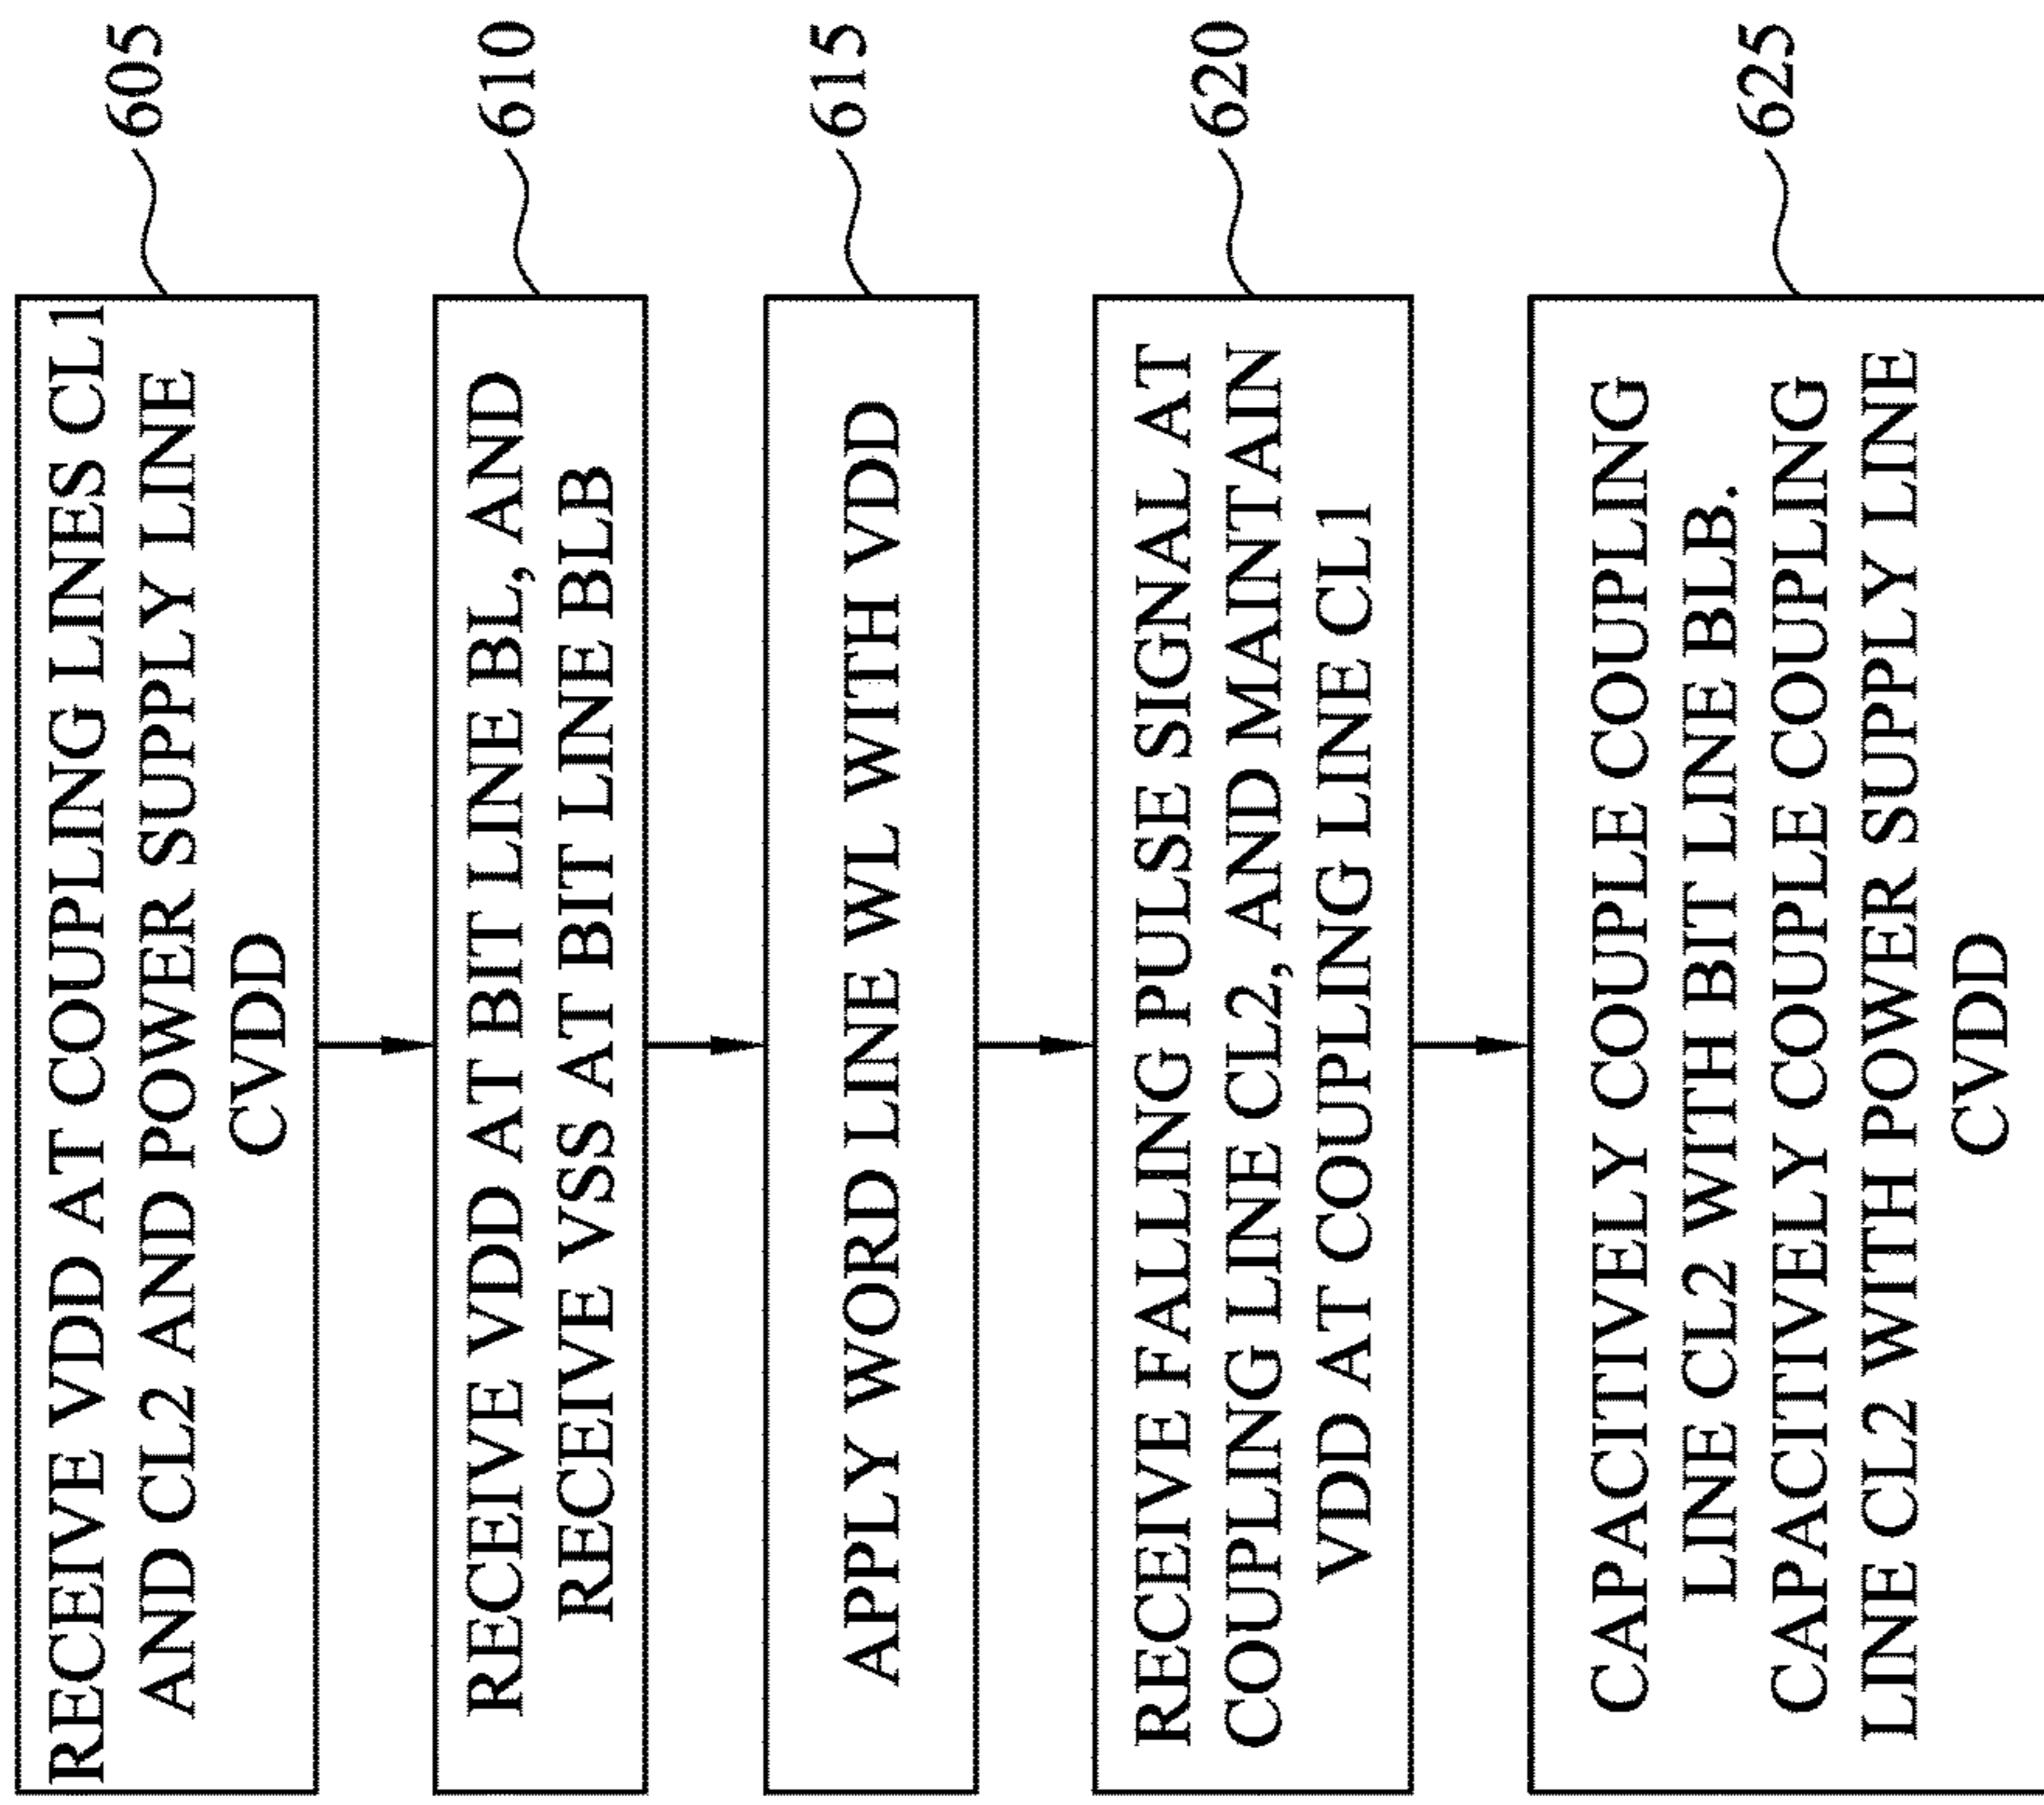 RECEIVE VDD AT COUPLING LINES CL1
AND CL2 AND POWER SUPPLY LINE
CVDD
605
RECEIVE VDD AT BIT LINE BL, AND
RECEIVE VSS AT BIT LINE BLB
610
APPLY WORD LINE WL WITH VDD
615
RECEIVE FALLING PULSE SIGNAL AT
COUPLING LINE CL2, AND MAINTAIN
VDD AT COUPLING LINE CL1
620
CAPACITIVELY COUPLE COUPLING
LINE CL2 WITH BIT LINE BLB.
CAPACITIVELY COUPLE COUPLING
LINE CL2 WITH POWER SUPPLY LINE
CVDD
625